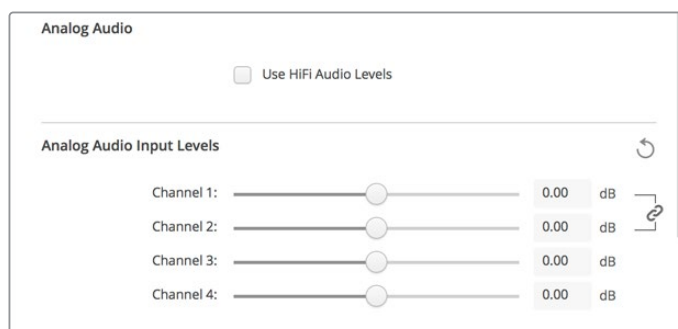 Analog Audio
Use HiFi Audio Levels
Analog Audio Input Levels
Channel 1: 0.00 dB
Channel 2: 0.00 dB
Channel 3: 0.00 dB
Channel 4: 0.00 dB